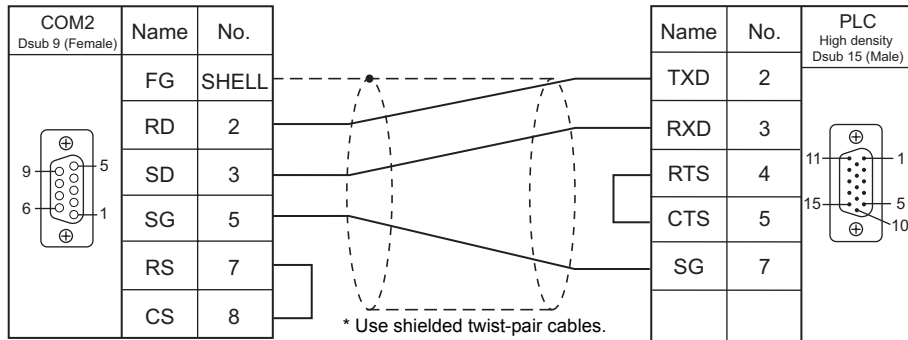 COM2
Dsub 9 (Female)
Name No.
FG SHELL
RD 2
SD 3
SG 5
RS 7
CS 8
9
5
6
1
Name No.
TXD 2
RXD 3
RTS 4
CTS 5
SG 7
PLC
High density
Dsub 15 (Male)
11
1
15
5
10
* Use shielded twist-pair cables.